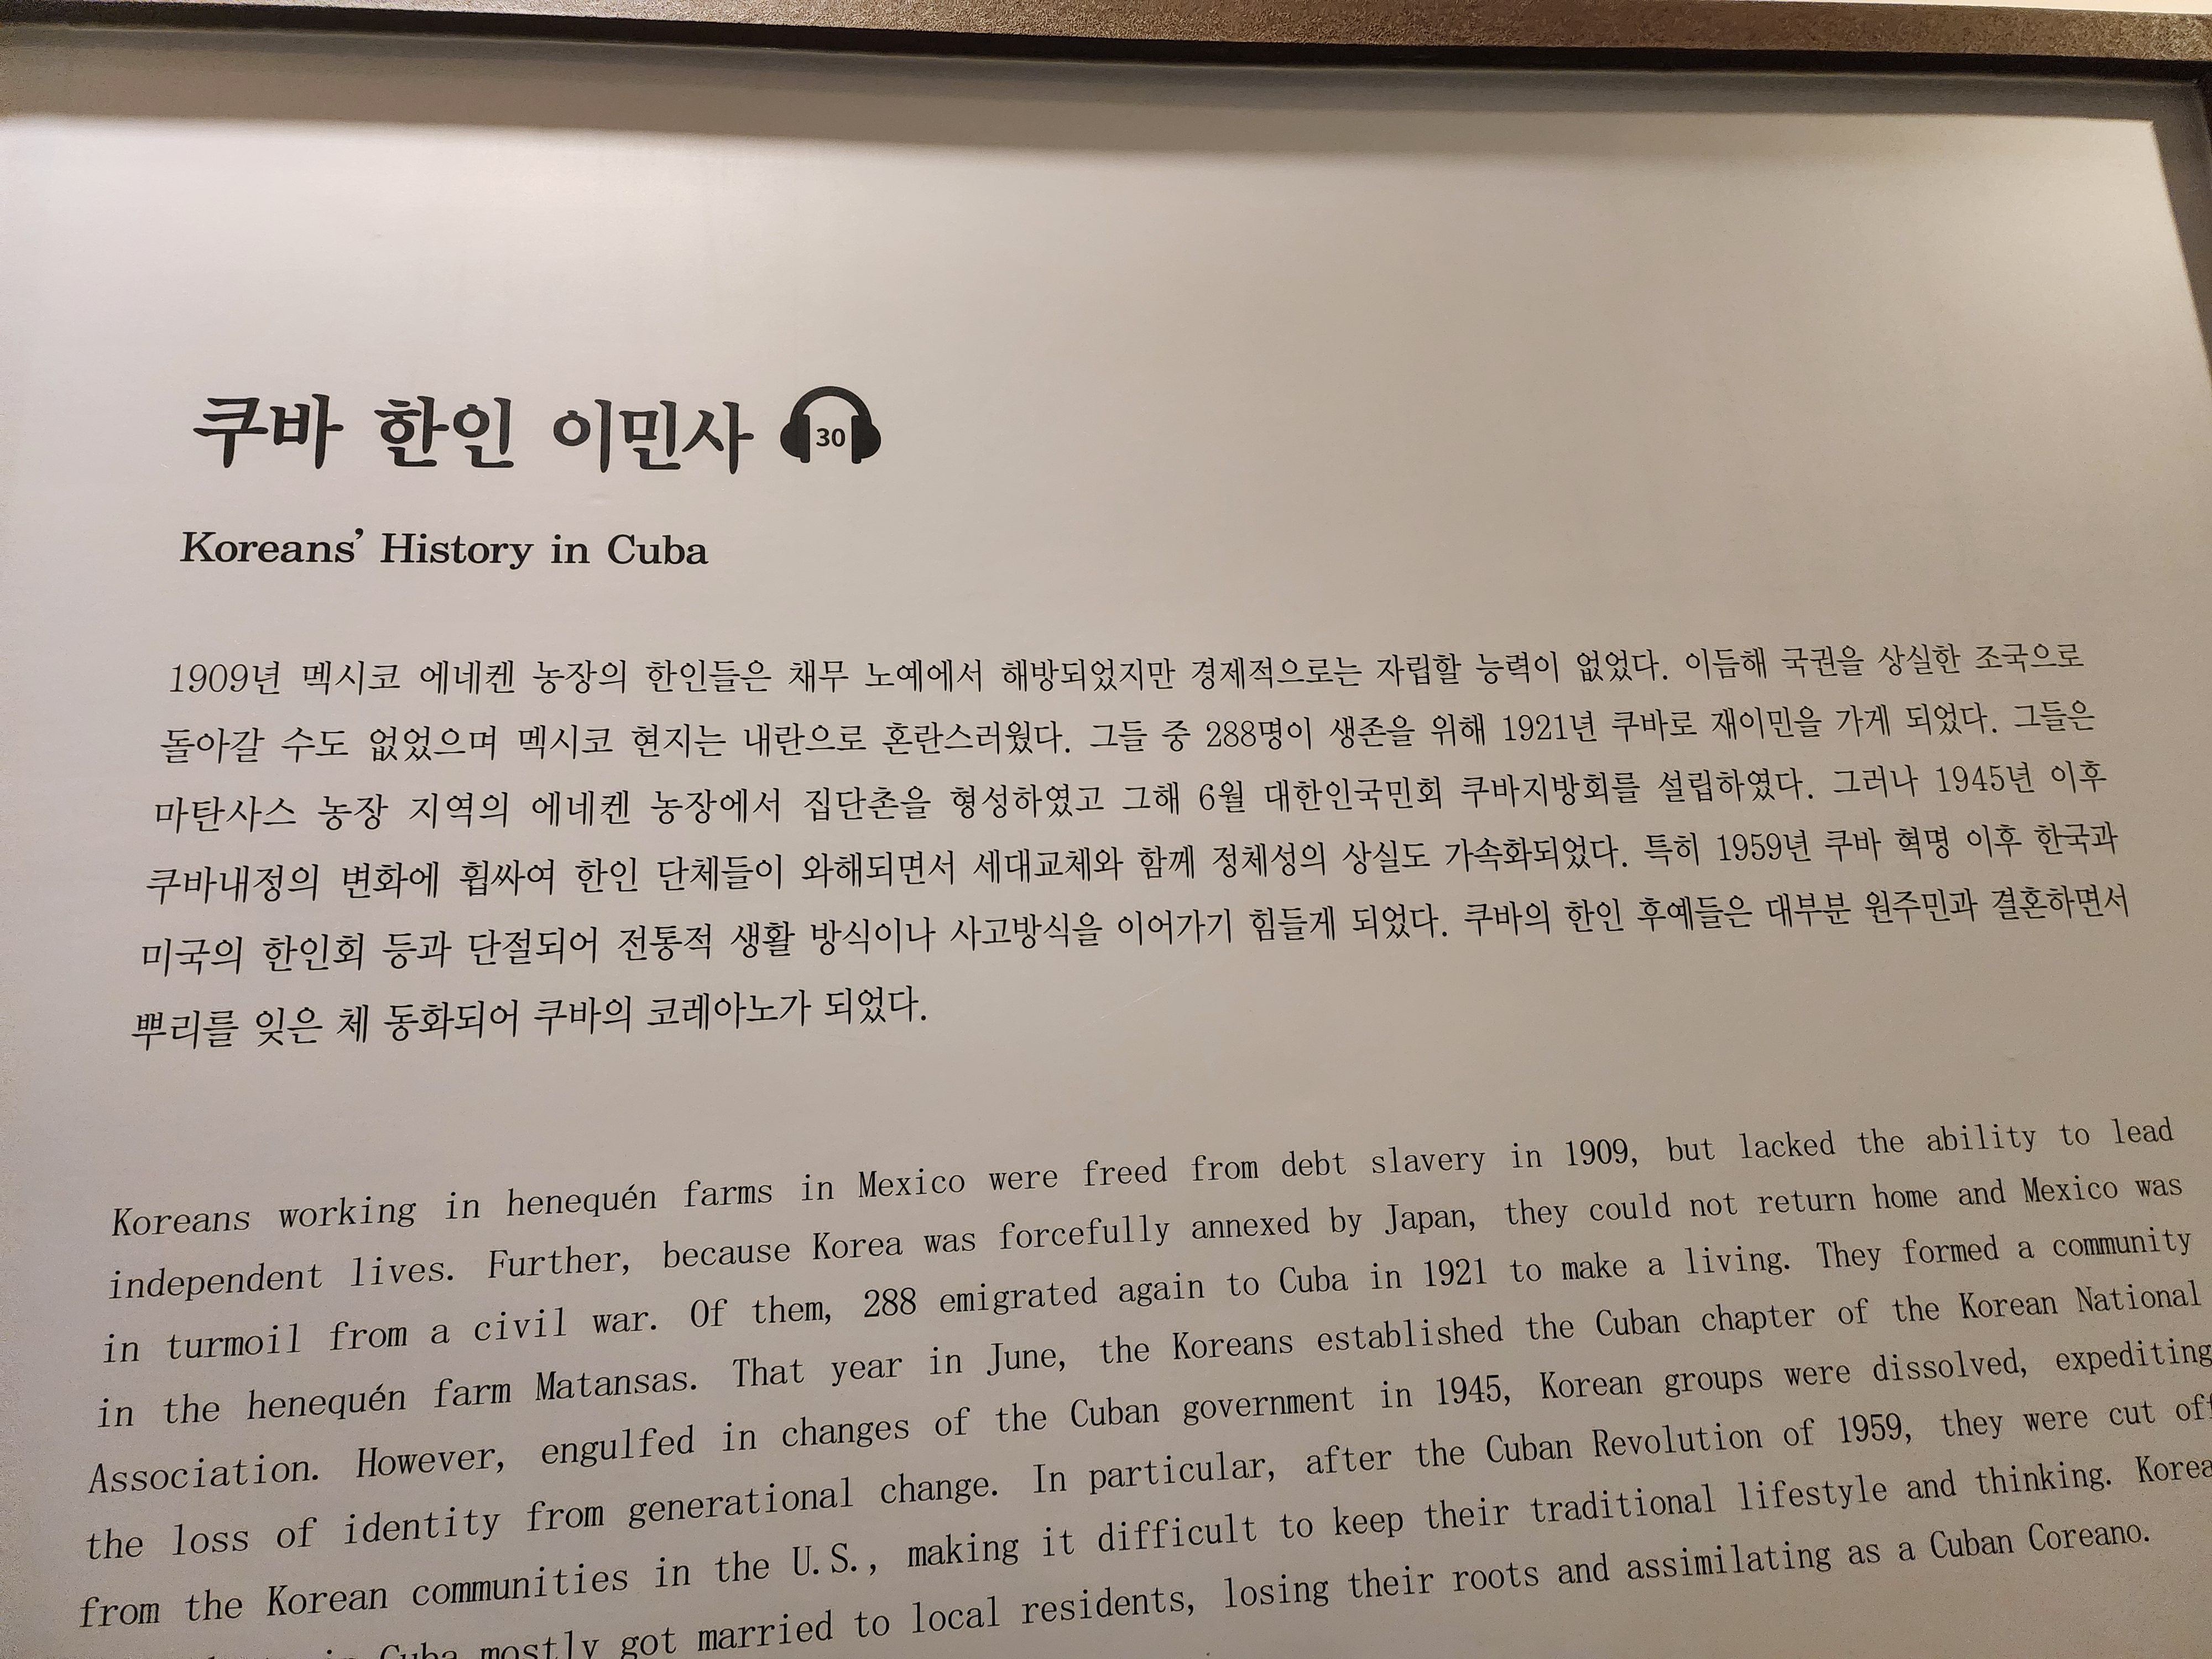 쿠바 한인 이민사 30
Koreans’ History in Cuba
1909년 멕시코 에네켄 농장의 한인들은 채무 노예에서 해방되었지만 경제적으로는 자립할 능력이 없었다. 이듬해 국권을 상실한 조국으로
돌아갈 수도 없었으며 멕시코 현지는 내란으로 혼란스러웠다. 그들 중 288명이 생존을 위해 1921년 쿠바로 재이민을 가게 되었다. 그들은
마탄사스 농장 지역의 에네켄 농장에서 집단촌을 형성하였고 그해 6월 대한인국민회 쿠바지방회를 설립하였다. 그러나 1945년 이후
쿠바내정의 변화에 휩싸여 한인 단체들이 와해되면서 세대교체와 함께 정체성의 상실도 가속화되었다. 특히 1959년 쿠바 혁명 이후 한국과
미국의 한인회 등과 단절되어 전통적 생활 방식이나 사고방식을 이어가기 힘들게 되었다. 쿠바의 한인 후예들은 대부분 원주민과 결혼하면서
뿌리를 잊은 체 동화되어 쿠바의 코레아노가 되었다.
Koreans working in henequén farms in Mexico were freed from debt slavery in 1909, but lacked the ability to lead
independent lives. Further, because Korea was forcefully annexed by Japan, they could not return home and Mexico was
in turmoil from a civil war. Of them, 288 emigrated again to Cuba in 1921 to make a living. They formed a community
in the henequén farm Matansas. That year in June, the Koreans established the Cuban chapter of the Korean National
Association. However, engulfed in changes of the Cuban government in 1945, Korean groups were dissolved, expediting
the loss of identity from generational change. In particular, after the Cuban Revolution of 1959, they were cut off
from the Korean communities in the U.S., making it difficult to keep their traditional lifestyle and thinking. Korea
in Cuba mostly got married to local residents, losing their roots and assimilating as a Cuban Coreano.